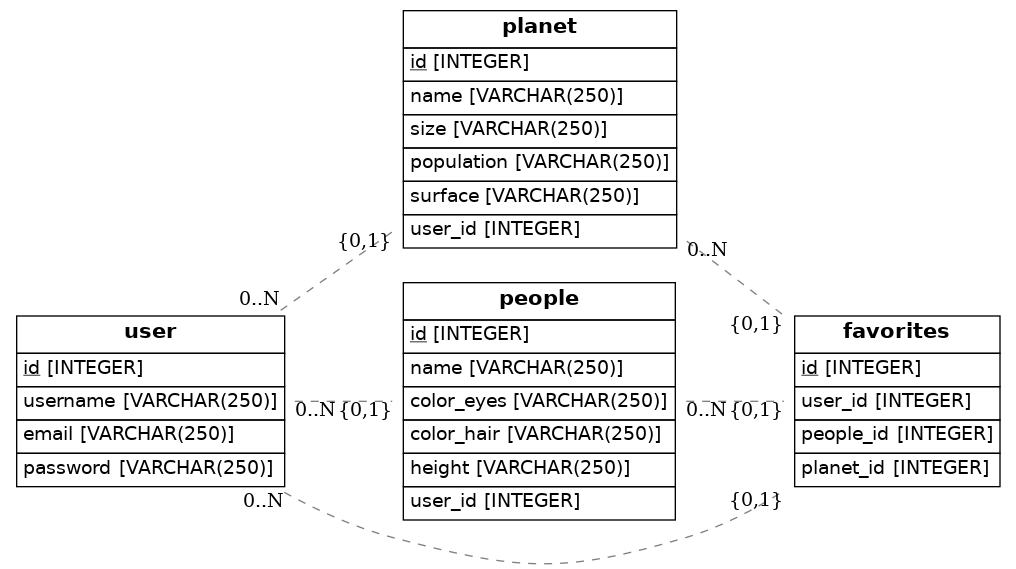 planet
id [INTEGER]
name [VARCHAR(250)]
size [VARCHAR(250)]
population [VARCHAR(250)]
surface [VARCHAR(250)]
user_id [INTEGER]
{0,1}
0..N
0..N
{0,1}
user
id [INTEGER]
username [VARCHAR(250)]
email [VARCHAR(250)]
password [VARCHAR(250)]
0..N {0,1}
people
id [INTEGER]
name [VARCHAR(250)]
color_eyes [VARCHAR(250)]
color_hair [VARCHAR(250)]
height [VARCHAR(250)]
user_id [INTEGER]
0..N {0,1}
favorites
id [INTEGER]
user_id [INTEGER]
people_id [INTEGER]
planet_id [INTEGER]
0..N
{0,1}